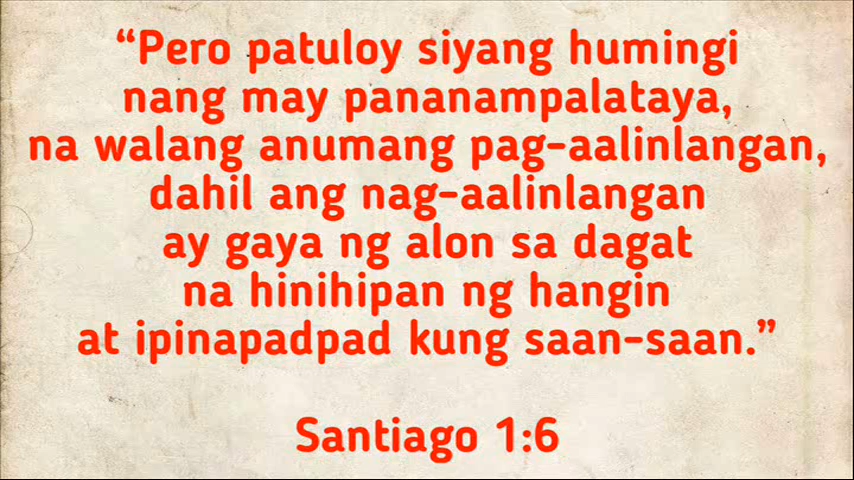 “Pero patuloy siyang humingi
nang may pananampalataya,
na walang anumang pag-aalinlangan,
dahil ang nag-aalinlangan
ay gaya ng alon sa dagat
na hinihipan ng hangin
at ipinapadpad kung saan-saan.”
Santiago 1:6